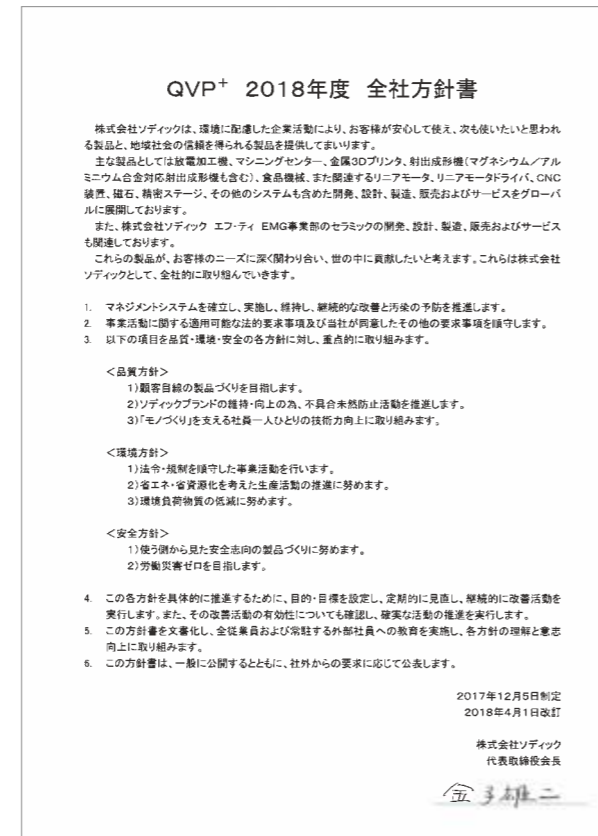 QVP⁺ 2018年度 全社方針書
株式会社ソディックは、環境に配慮した企業活動により、お客様が安心して使え、次も使いたいと思われ
る製品と、地域社会の信頼を得られる製品を提供してまいります。
主な製品としては放電加工機、マシニングセンター、金属3Dプリンタ、射出成形機(マグネシウム/アル
ミニウム合金対応射出成形機も含む)、食品機械、また関連するリニアモータ、リニアモータドライバ、CNC
装置、磁石、精密ステージ、その他のシステムも含めた開発、設計、製造、販売およびサービスをグローバ
ルに展開しております。
また、株式会社ソディック エフ・ティ EMG事業部のセラミックの開発、設計、製造、販売およびサービス
も関連しております。
これらの製品が、お客様のニーズに深く関わり合い、世の中に貢献したいと考えます。これらは株式会社
ソディックとして、全社的に取り組んでいきます。
1. マネジメントシステムを確立し、実施し、維持し、継続的な改善と汚染の予防を推進します。
2. 事業活動に関する適用可能な法的要求事項及び当社が同意したその他の要求事項を順守します。
3. 以下の項目を品質・環境・安全の各方針に対し、重点的に取り組みます。
<品質方針>
1)顧客目線の製品づくりを目指します。
2)ソディックブランドの維持・向上の為、不具合未然防止活動を推進します。
3)「モノづくり」を支える社員一人ひとりの技術力向上に取り組みます。
<環境方針>
1)法令・規制を順守した事業活動を行います。
2)省エネ・省資源化を考えた生産活動の推進に努めます。
3)環境負荷物質の低減に努めます。
<安全方針>
1)使う側から見た安全志向の製品づくりに努めます。
2)労働災害ゼロを目指します。
4. この各方針を具体的に推進するために、目的・目標を設定し、定期的に見直し、継続的に改善活動を
実行します。また、その改善活動の有効性についても確認し、確実な活動の推進を実行します。
5. この方針書を文書化し、全従業員および常駐する外部社員への教育を実施し、各方針の理解と意志
向上に取り組みます。
6. この方針書は、一般に公開するとともに、社外からの要求に応じて公表します。
2017年12月5日制定
2018年4月1日改訂
株式会社ソディック
代表取締役会長
金子雄二